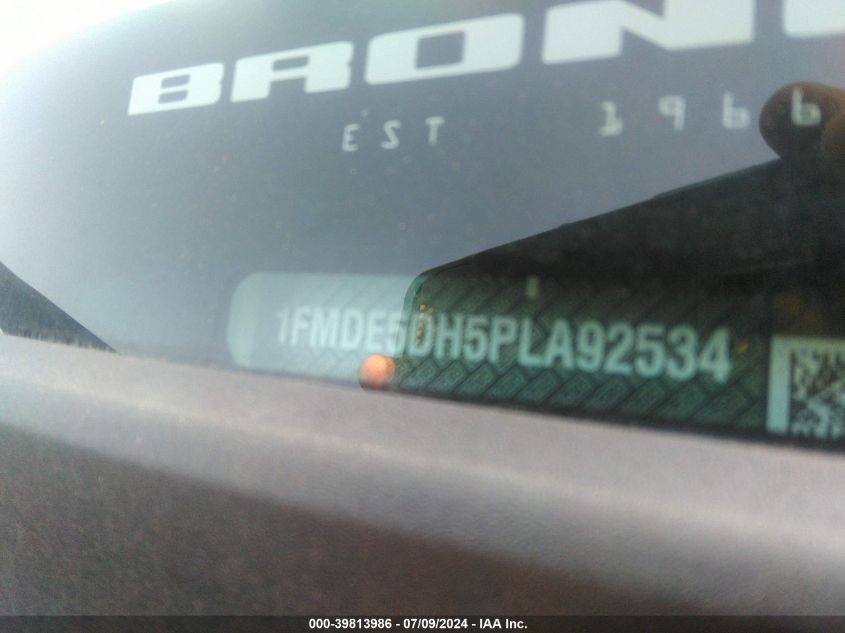 BRON
EST 1966
1FMDE5DH5PLA92534
000-39813986 - 07/09/2024 - IAA Inc.